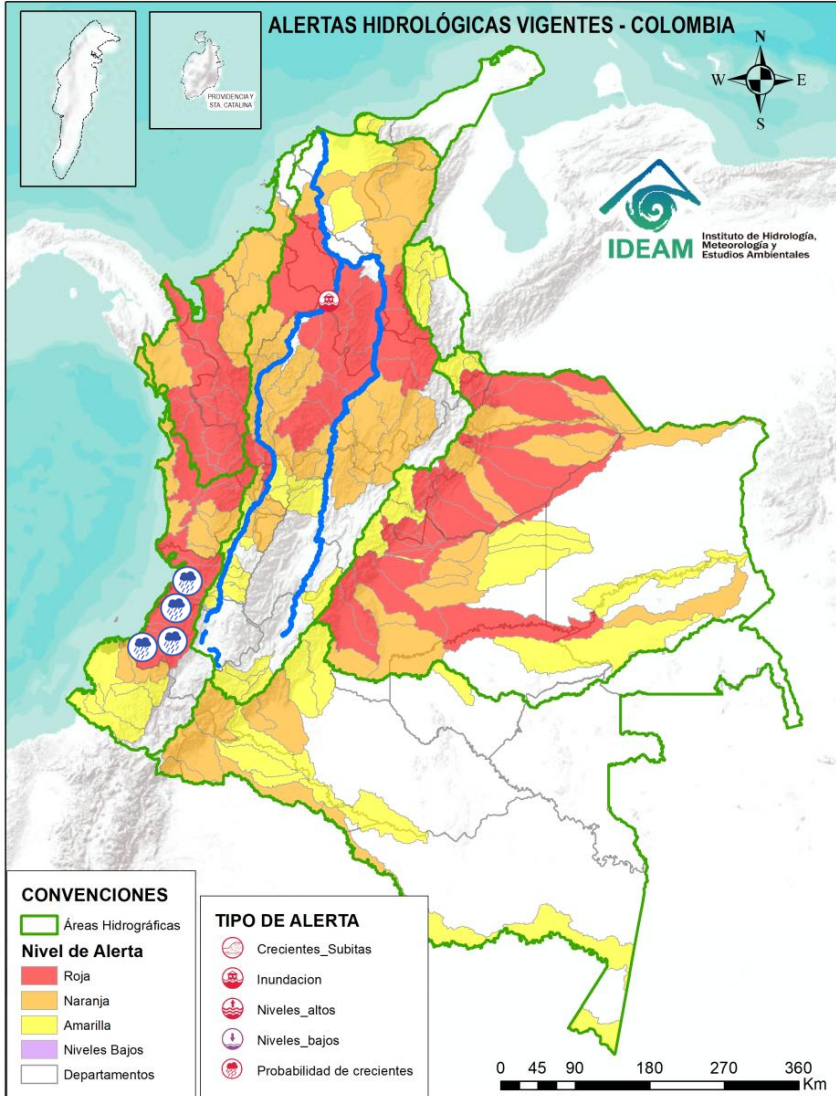 ALERTAS HIDROLÓGICAS VIGENTES - COLOMBIA
PROVIDENCIA Y
STA. CATALINA
N
W
E
S
IDEAM
Instituto de Hidrología,
Meteorología y
Estudios Ambientales
CONVENCIONES
Áreas Hidrográficas
Nivel de Alerta
Roja
Naranja
Amarilla
Niveles Bajos
Departamentos
TIPO DE ALERTA
Crecientes_Subitas
Inundacion
Niveles_altos
Niveles_bajos
Probabilidad de crecientes
0 45 90 180 270 360
Km